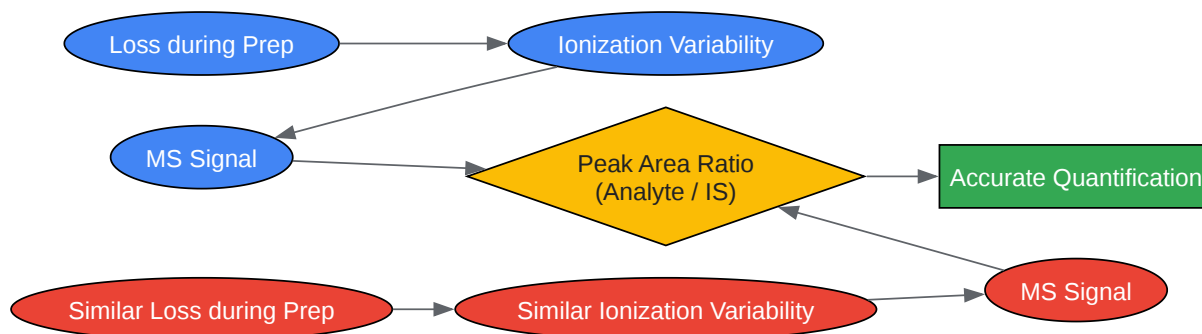 Loss during Prep
Ionization Variability
MS Signal
Peak Area Ratio
(Analyte / IS)
Accurate Quantification
Similar Loss during Prep
Similar Ionization Variability
MS Signal